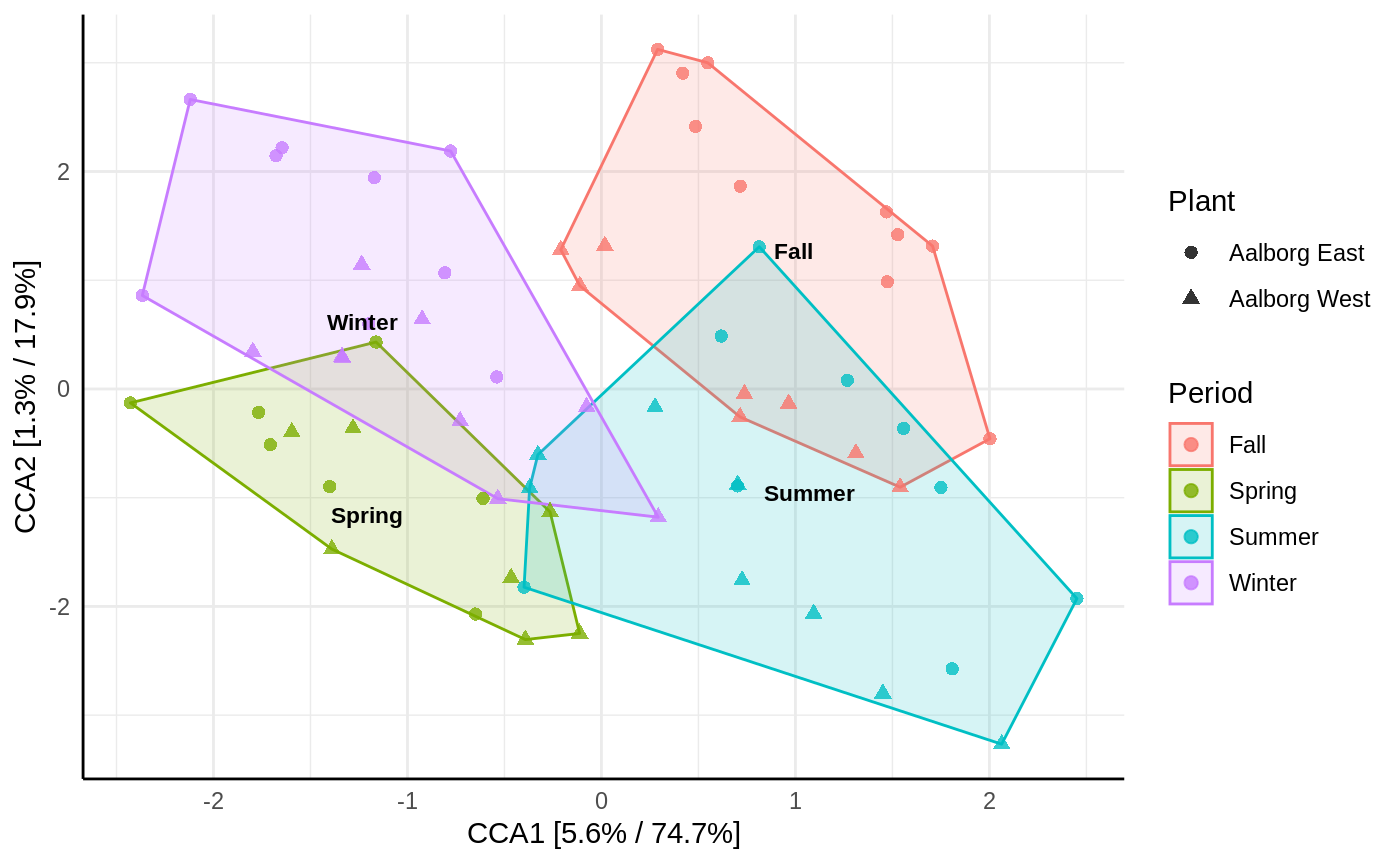 Plant
Aalborg East
Aalborg West
Period
Fall
Spring
Summer
Winter
Fall
Winter
Summer
Spring
2
0
-2
-2
-1
0
1
2
CCA1 [5.6% / 74.7%]
CCA2 [1.3% / 17.9%]